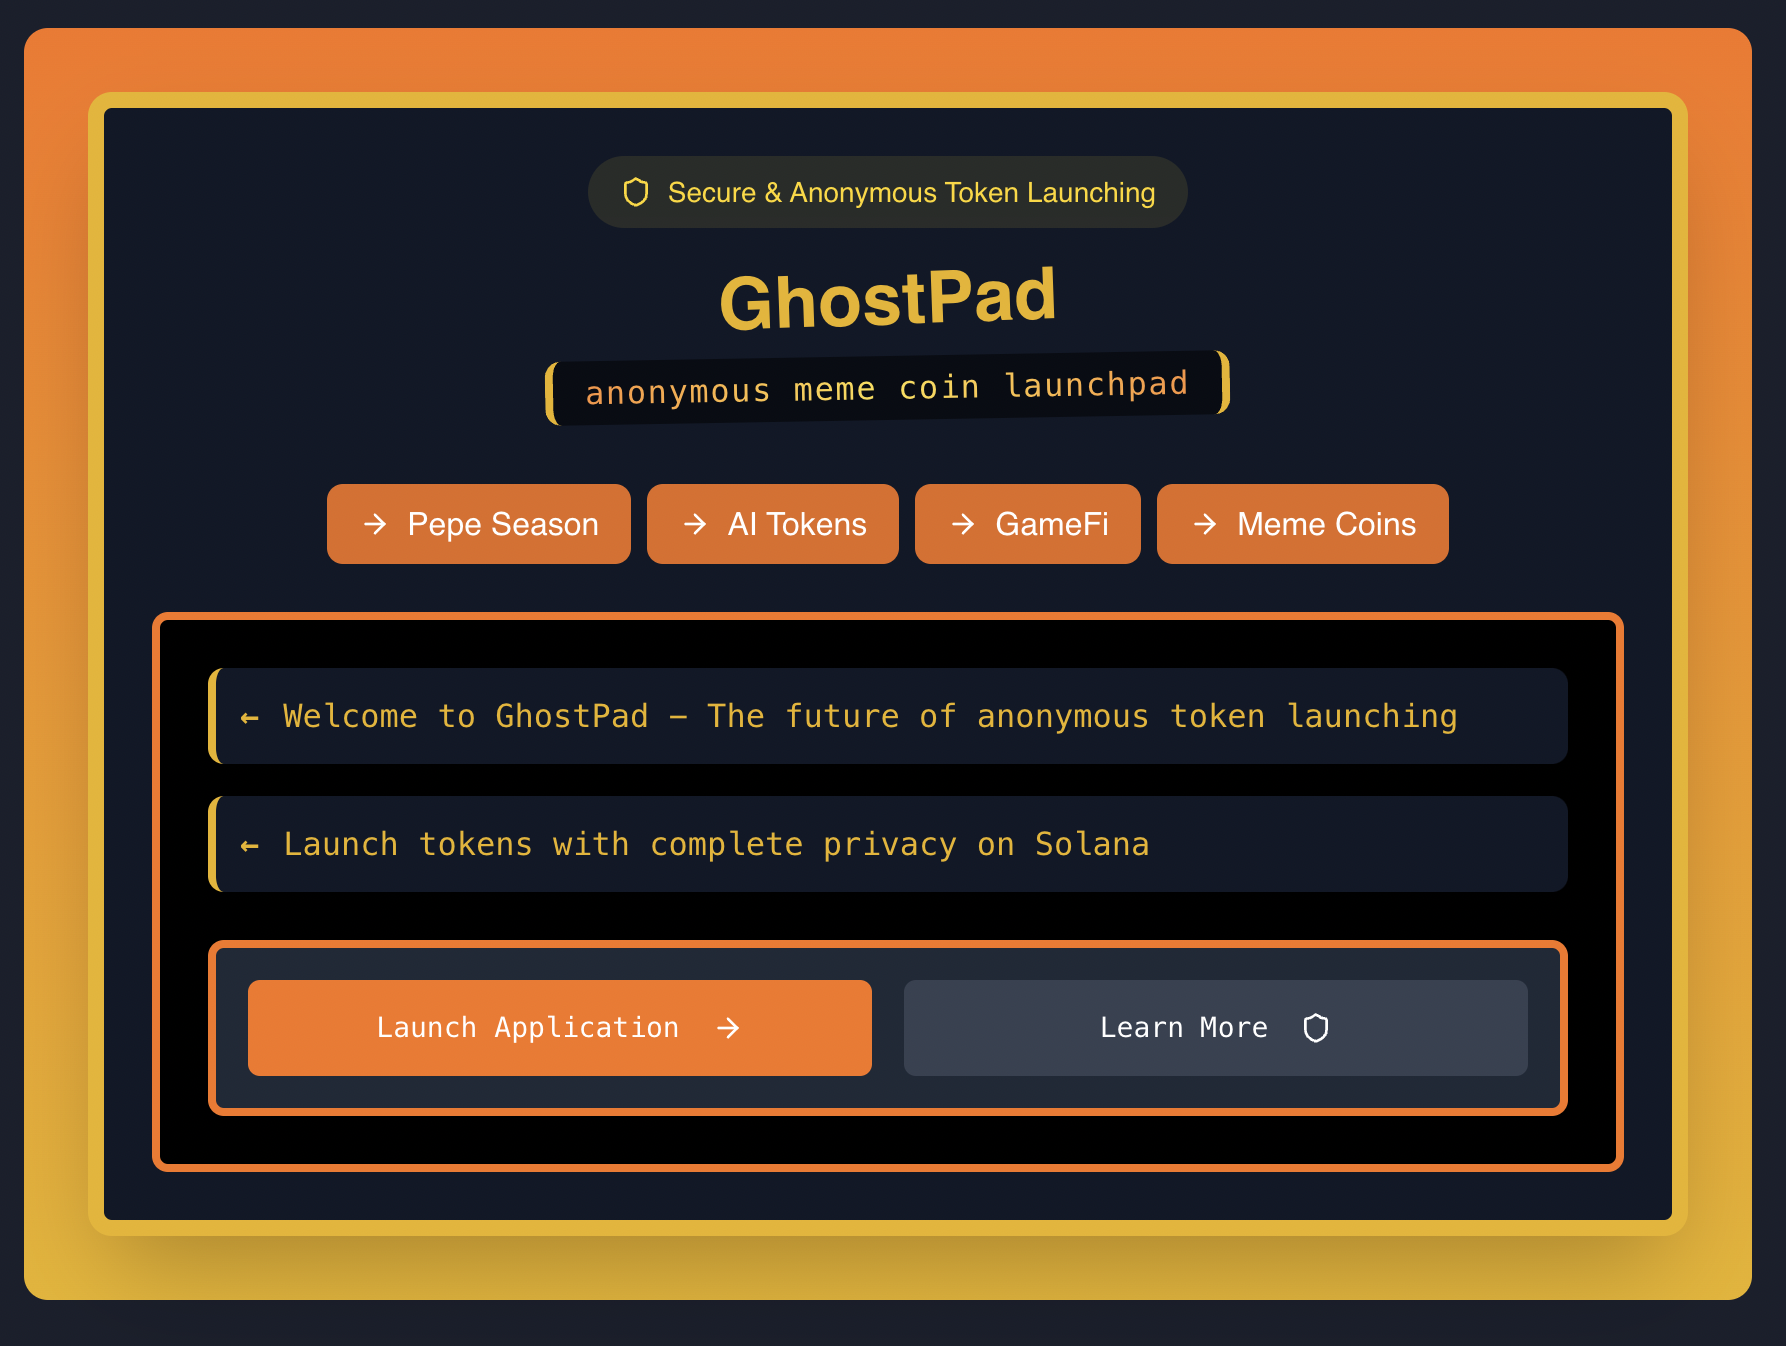 Secure & Anonymous Token Launching
GhostPad
anonymous meme coin launchpad
→ Pepe Season
→ AI Tokens
→ GameFi
→ Meme Coins
← Welcome to GhostPad – The future of anonymous token launching
← Launch tokens with complete privacy on Solana
Launch Application →
Learn More